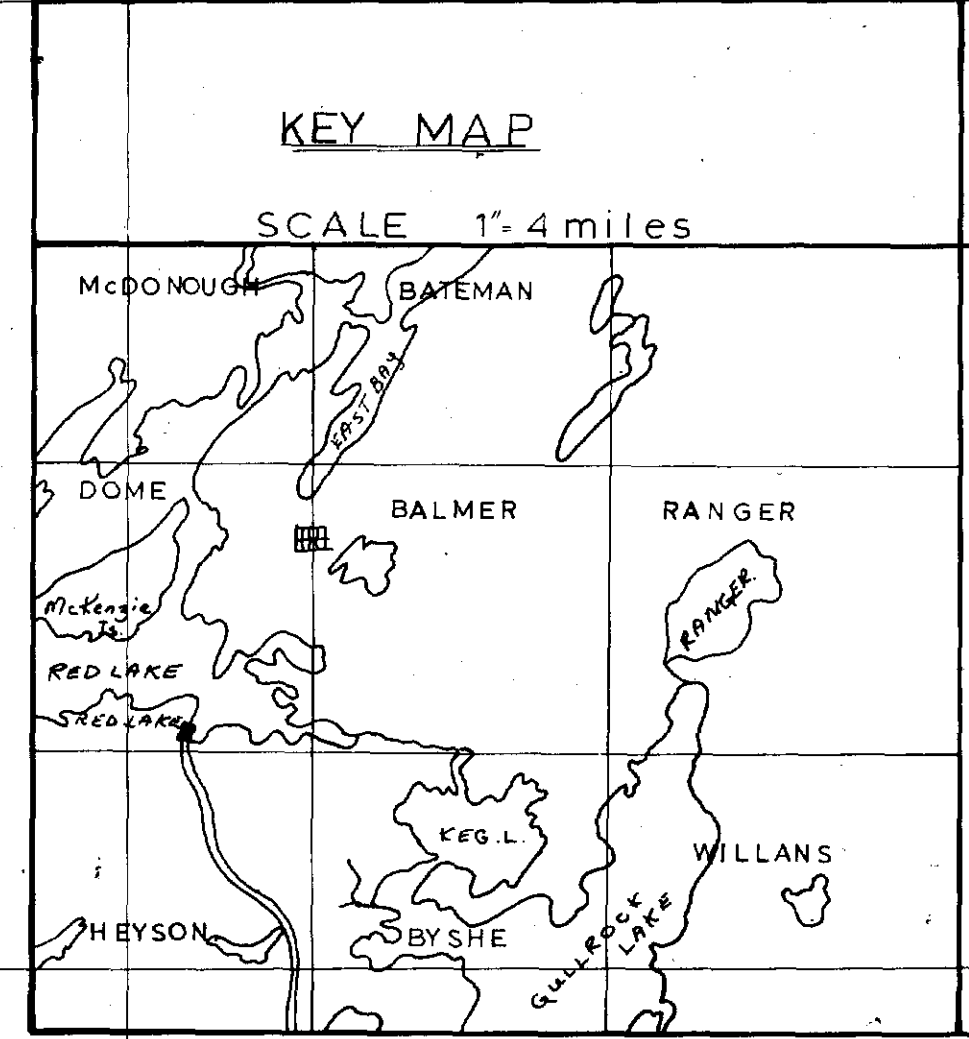 KEY MAP
SCALE 1"= 4 miles
McDONOUGH
BATEMAN
EAST BAY
DOME
BALMER
RANGER
RANGER.
McKenzie
Is.
RED LAKE
RED LAKE
KEG. L.
WILLANS
HEYSON
BYSHE
GULLROCK
LAKE